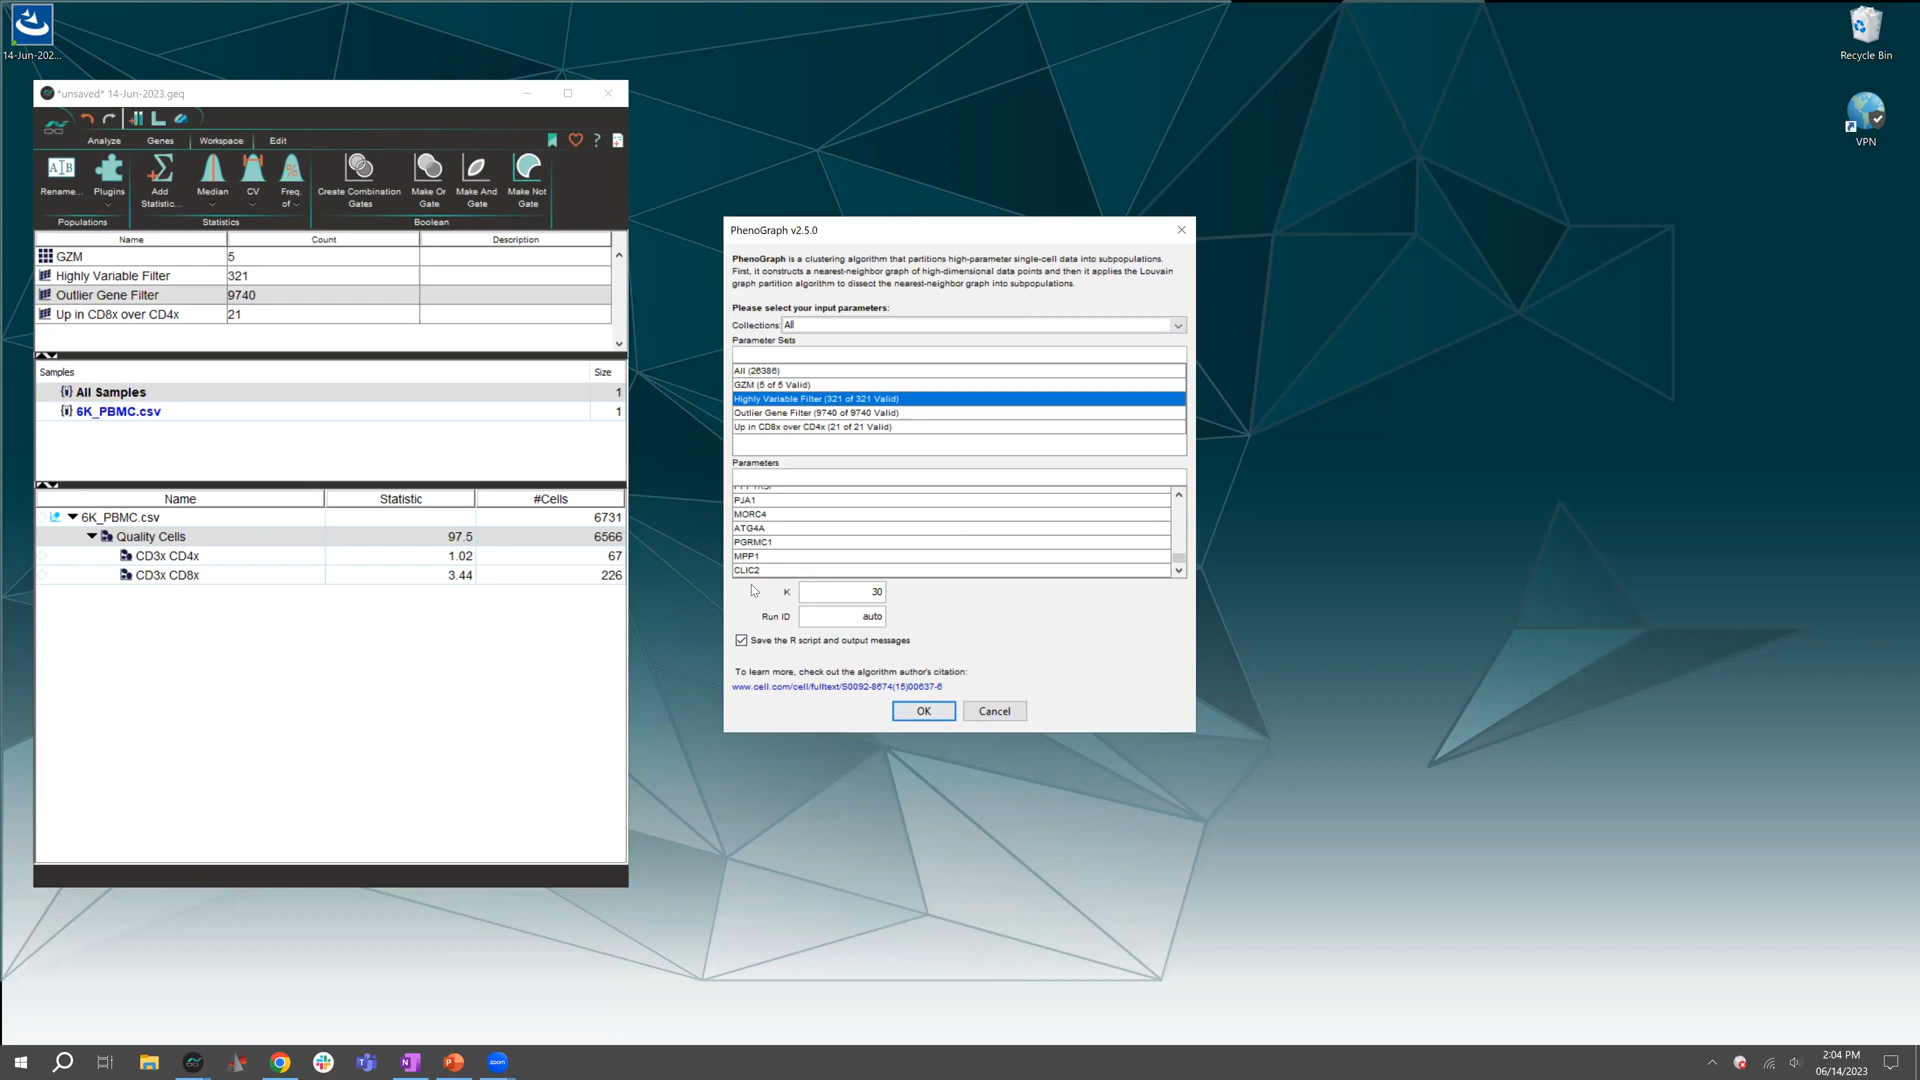 14-Jun-202...
Recycle Bin
VPN
*unsaved* 14-Jun-2023.geq
Analyze Genes Workspace Edit
Rename... Plugins Add Statistic... Median CV Freq. of Create Combination Gates Make Or Gate Make And Gate Make Not Gate
Populations Statistics Boolean
Name Count Description
GZM 5
Highly Variable Filter 321
Outlier Gene Filter 9740
Up in CD8x over CD4x 21
Samples Size
{i} All Samples 1
{i} 6K_PBMC.csv 1
Name Statistic #Cells
6K_PBMC.csv 6731
Quality Cells 97.5 6566
CD3x CD4x 1.02 67
CD3x CD8x 3.44 226
PhenoGraph v2.5.0
PhenoGraph is a clustering algorithm that partitions high-parameter single-cell data into subpopulations.
First, it constructs a nearest-neighbor graph of high-dimensional data points and then it applies the Louvain
graph partition algorithm to dissect the nearest-neighbor graph into subpopulations.
Please select your input parameters:
Collections: All
Parameter Sets
All (26386)
GZM (5 of 5 Valid)
Highly Variable Filter (321 of 321 Valid)
Outlier Gene Filter (9740 of 9740 Valid)
Up in CD8x over CD4x (21 of 21 Valid)
Parameters
PJA1
MORC4
ATG4A
PGRMC1
MPP1
CLIC2
K 30
Run ID auto
Save the R script and output messages
To learn more, check out the algorithm author's citation:
www.cell.com/cell/fulltext/S0092-8674(15)00637-6
OK Cancel
zoom
2:04 PM
06/14/2023